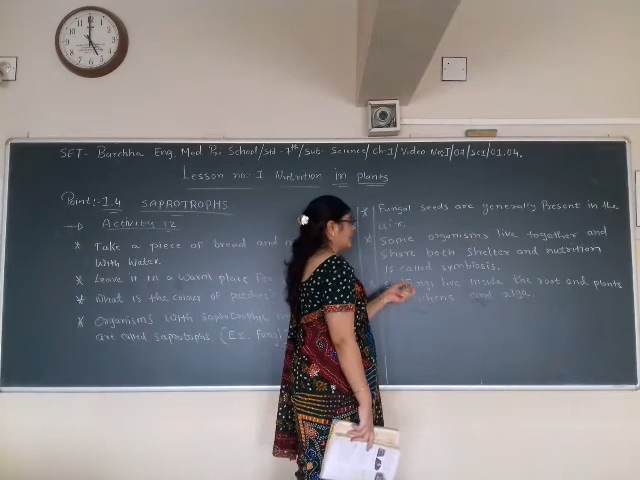 SET- Barchha Eng. Med. Pri School/Std-7th/Sub-Science/Ch-1/Video No:1/07/SCI/01.04.
Lesson no: I Nutrition in plants
Point:-1.4 SAPROTROPHS
→ Activity 1.2
* Take a piece of bread and
with water.
* Leave it in a warm place for
* What is the colour of patches?
* Organisms with saprotrophic
are called saprotrophs (Ex. Fungi)
* Fungal seeds are generally Present in the
air.
* Some organisms live together and
share both shelter and nutrition
is called symbiosis.
Fungi live inside the root and plants
and alga.